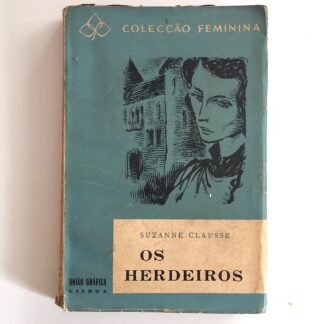 COLECÇÃO FEMININA
SUZANNE CLAUSSE
OS
HERDEIROS
UNIÃO GRÁFICA
LISBOA